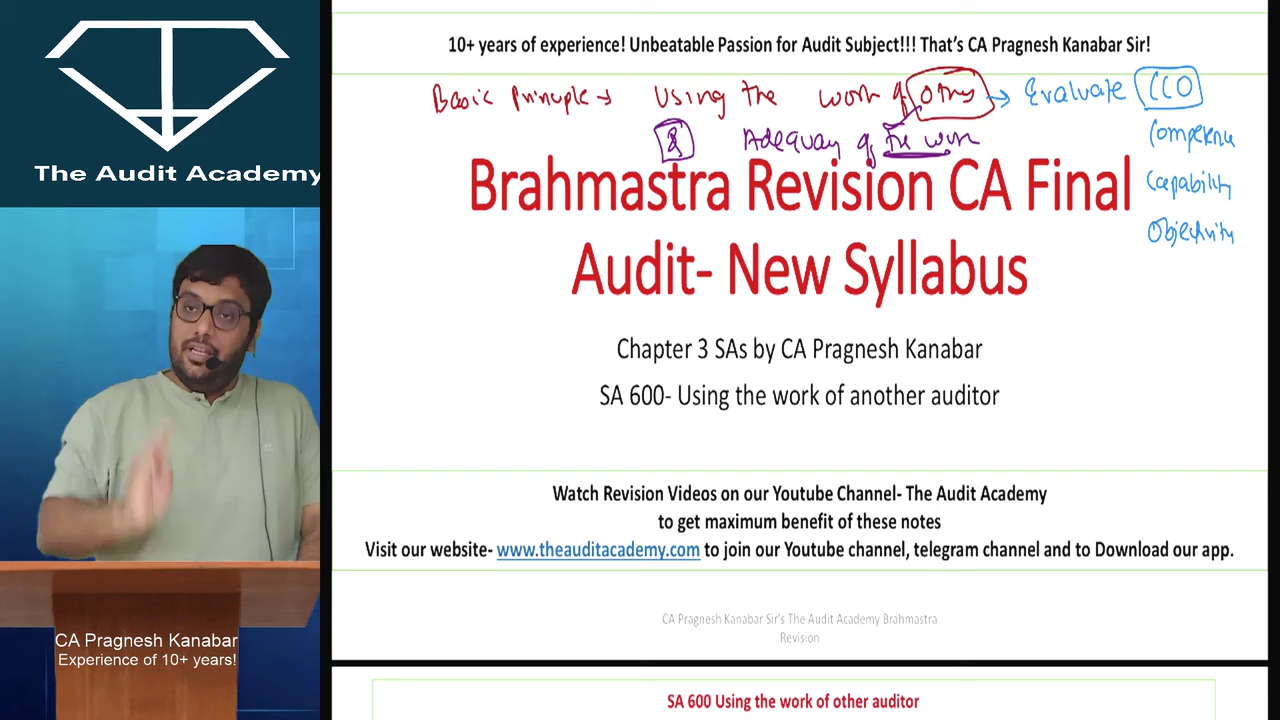 The Audit Academy
10+ years of experience! Unbeatable Passion for Audit Subject!!! That's CA Pragnesh Kanabar Sir!
Basic Principle → Using the work of Others → Evaluate CCO
& Adequacy of the work
Competence
Capability
Objectivity
Brahmastra Revision CA Final
Audit- New Syllabus
Chapter 3 SAs by CA Pragnesh Kanabar
SA 600- Using the work of another auditor
Watch Revision Videos on our Youtube Channel- The Audit Academy
to get maximum benefit of these notes
Visit our website- www.theauditacademy.com to join our Youtube channel, telegram channel and to Download our app.
CA Pragnesh Kanabar Sir's The Audit Academy Brahmastra
Revision
CA Pragnesh Kanabar
Experience of 10+ years!
SA 600 Using the work of other auditor